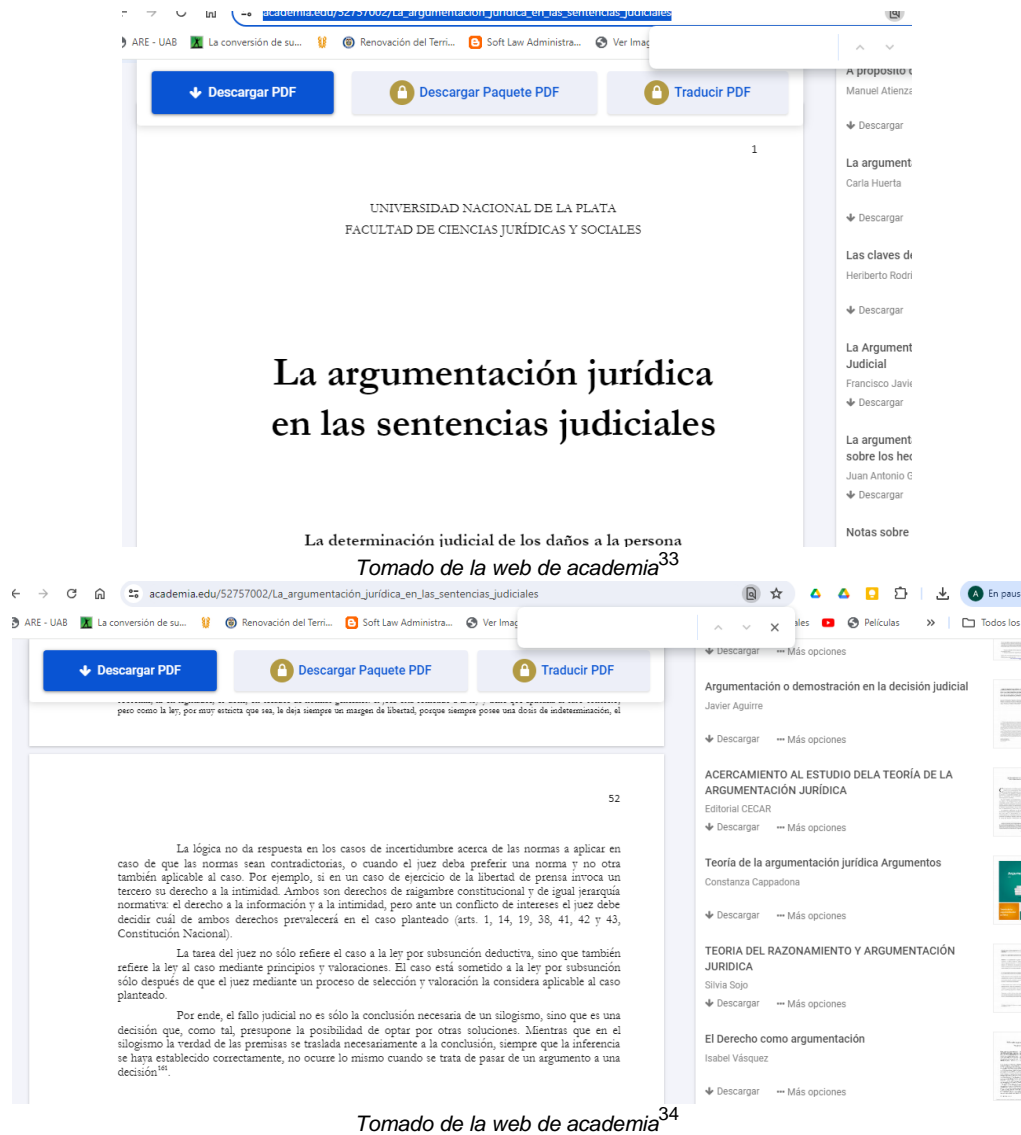 academia.edu/52757002/La_argumentación_jurídica_en_las_sentencias_judiciales
ARE - UAB La conversión de su... Renovación del Terri... Soft Law Administra... Ver Imag
Descargar PDF Descargar Paquete PDF Traducir PDF
A propósito
Manuel Atienza
Descargar
1
La argument
Carla Huerta
UNIVERSIDAD NACIONAL DE LA PLATA
Descargar
FACULTAD DE CIENCIAS JURÍDICAS Y SOCIALES
Las claves de
Heriberto Rodri
Descargar
La argumentación jurídica
en las sentencias judiciales
La Argument
Judicial
Francisco Javie
Descargar
La argument
sobre los hec
Juan Antonio G
Descargar
Notas sobre
La determinación judicial de los daños a la persona
Tomado de la web de academia33
academia.edu/52757002/La_argumentación_jurídica_en_las_sentencias_judiciales A En paus
ARE - UAB La conversión de su... Renovación del Terri... Soft Law Administra... Ver Imag ales Películas » Todos los
Descargar PDF Descargar Paquete PDF Traducir PDF
Descargar ••• Más opciones
pero como la ley, por muy estricta que sea, le deja siempre un margen de libertad, porque siempre posee una dosis de indeterminación, el
52
La lógica no da respuesta en los casos de incertidumbre acerca de las normas a aplicar en
caso de que las normas sean contradictorias, o cuando el juez deba preferir una norma y no otra
también aplicable al caso. Por ejemplo, si en un caso de ejercicio de la libertad de prensa invoca un
tercero su derecho a la intimidad. Ambos son derechos de raigambre constitucional y de igual jerarquía
normativa: el derecho a la información y a la intimidad, pero ante un conflicto de intereses el juez debe
decidir cuál de ambos derechos prevalecerá en el caso planteado (arts. 1, 14, 19, 38, 41, 42 y 43,
Constitución Nacional).
La tarea del juez no sólo refiere el caso a la ley por subsunción deductiva, sino que también
refiere la ley al caso mediante principios y valoraciones. El caso está sometido a la ley por subsunción
sólo después de que el juez mediante un proceso de selección y valoración la considera aplicable al caso
planteado.
Por ende, el fallo judicial no es sólo la conclusión necesaria de un silogismo, sino que es una
decisión que, como tal, presupone la posibilidad de optar por otras soluciones. Mientras que en el
silogismo la verdad de las premisas se traslada necesariamente a la conclusión, siempre que la inferencia
se haya establecido correctamente, no ocurre lo mismo cuando se trata de pasar de un argumento a una
decisión161.
Argumentación o demostración en la decisión judicial
Javier Aguirre
Descargar ••• Más opciones
ACERCAMIENTO AL ESTUDIO DELA TEORÍA DE LA
ARGUMENTACIÓN JURÍDICA
Editorial CECAR
Descargar ••• Más opciones
Teoría de la argumentación jurídica Argumentos
Constanza Cappadona
Descargar ••• Más opciones
TEORIA DEL RAZONAMIENTO Y ARGUMENTACIÓN
JURIDICA
Silvia Sojo
Descargar ••• Más opciones
El Derecho como argumentación
Isabel Vásquez
Descargar ••• Más opciones
Tomado de la web de academia34